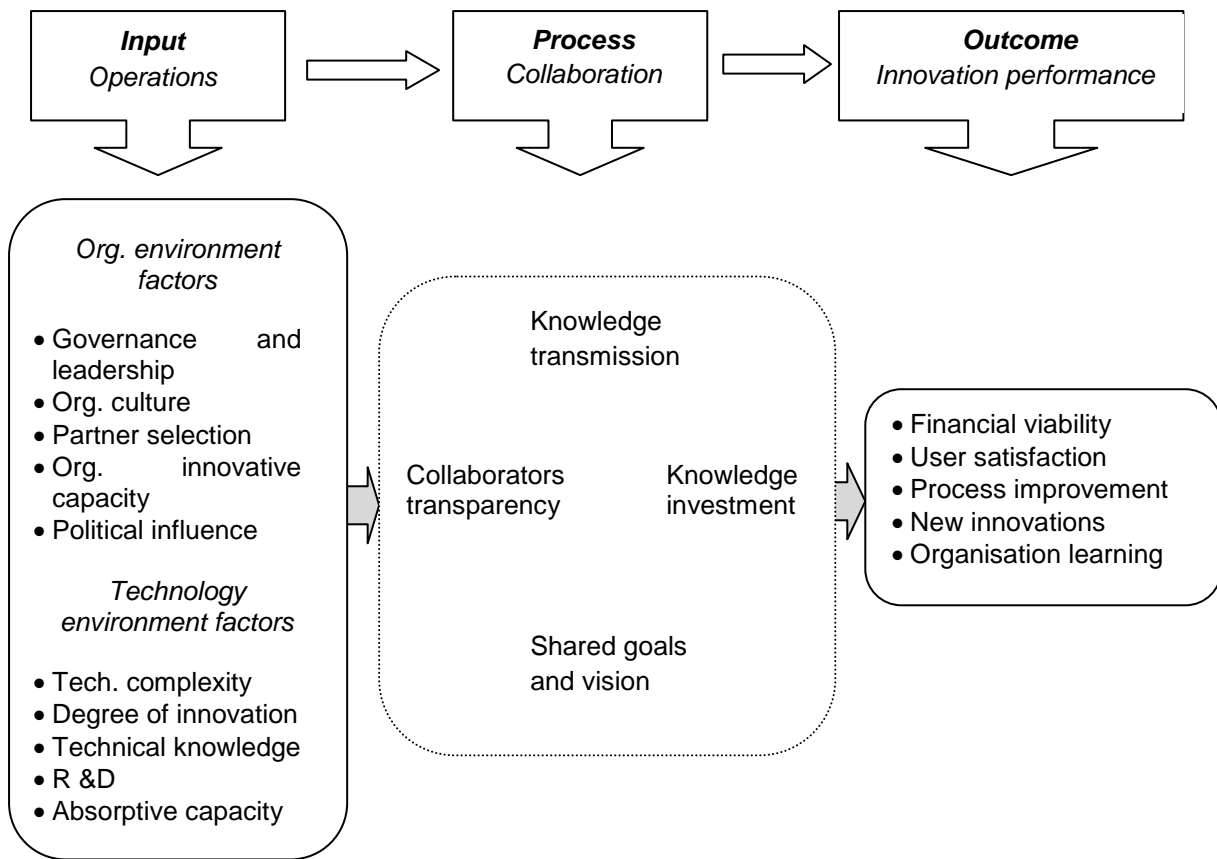 Input
Operations
Process
Collaboration
Outcome
Innovation performance
Org. environment
factors
• Governance and
leadership
• Org. culture
• Partner selection
• Org. innovative
capacity
• Political influence
Technology
environment factors
• Tech. complexity
• Degree of innovation
• Technical knowledge
• R &D
• Absorptive capacity
Knowledge
transmission
Collaborators
transparency
Knowledge
investment
Shared goals
and vision
• Financial viability
• User satisfaction
• Process improvement
• New innovations
• Organisation learning